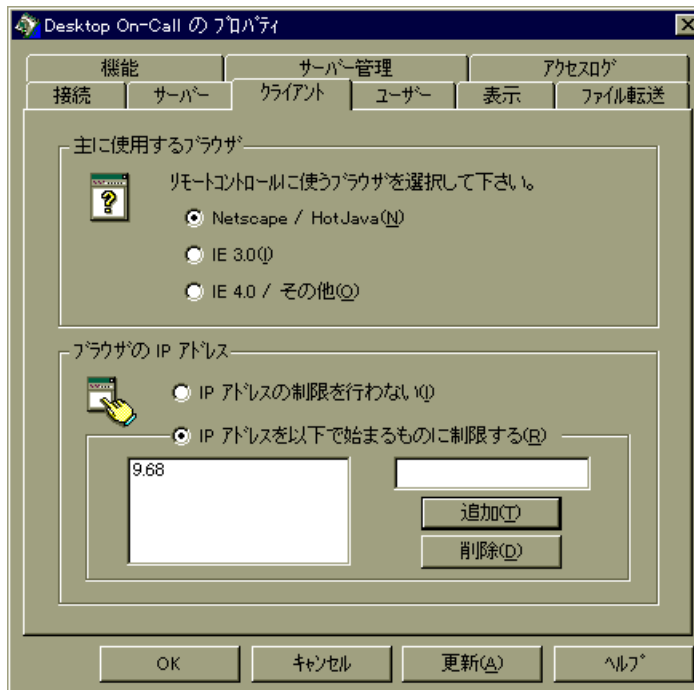 Desktop On-Call の ﾌﾟﾛﾊﾟﾃｨ
機能 サーバー管理 ｱｸｾｽﾛｸﾞ
接続 サーバー ｸﾗｲｱﾝﾄ ユーザー 表示 ﾌｧｲﾙ転送
主に使用するﾌﾞﾗｳｻﾞ
ﾘﾓｰﾄｺﾝﾄﾛｰﾙに使うﾌﾞﾗｳｻﾞを選択して下さい。
Netscape / HotJava(N)
IE 3.0(I)
IE 4.0 / その他(O)
ﾌﾞﾗｳｻﾞの IP ｱﾄﾞﾚｽ
IP ｱﾄﾞﾚｽの制限を行わない(I)
IP ｱﾄﾞﾚｽを以下で始まるものに制限する(R)
9.68
追加(T)
削除(D)
OK ｷｬﾝｾﾙ 更新(A) ﾍﾙﾌﾟ